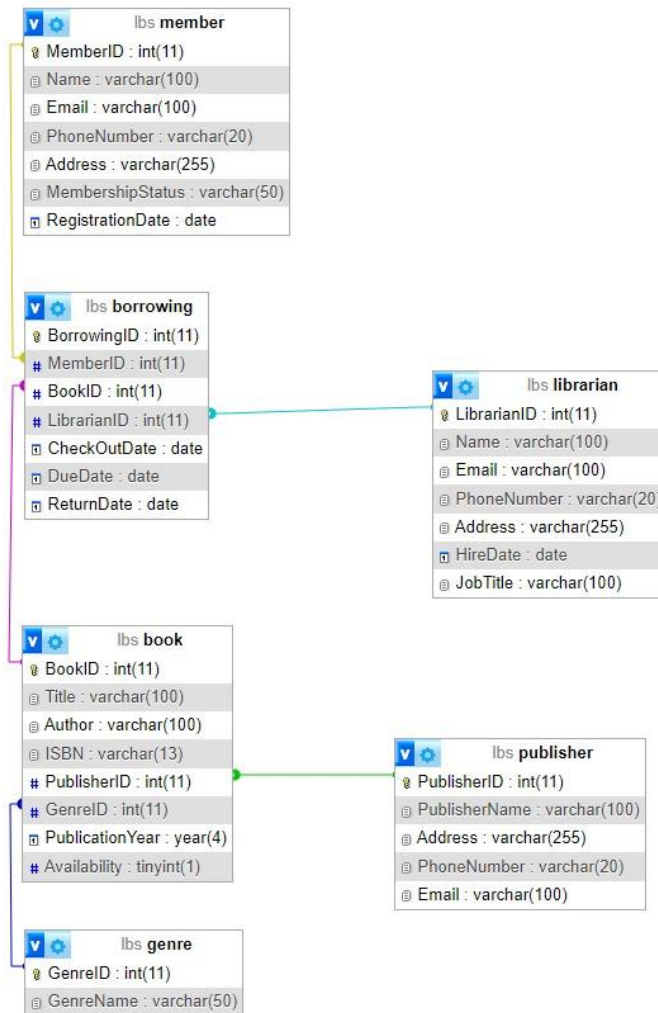 v lbs member
MemberID : int(11)
Name : varchar(100)
Email : varchar(100)
PhoneNumber : varchar(20)
Address : varchar(255)
MembershipStatus : varchar(50)
RegistrationDate : date
v lbs borrowing
BorrowingID : int(11)
# MemberID : int(11)
# BookID : int(11)
# LibrarianID : int(11)
CheckOutDate : date
DueDate : date
ReturnDate : date
v lbs librarian
LibrarianID : int(11)
Name : varchar(100)
Email : varchar(100)
PhoneNumber : varchar(20)
Address : varchar(255)
HireDate : date
JobTitle : varchar(100)
v lbs book
BookID : int(11)
Title : varchar(100)
Author : varchar(100)
ISBN : varchar(13)
# PublisherID : int(11)
# GenreID : int(11)
PublicationYear : year(4)
# Availability : tinyint(1)
v lbs publisher
PublisherID : int(11)
PublisherName : varchar(100)
Address : varchar(255)
PhoneNumber : varchar(20)
Email : varchar(100)
v lbs genre
GenreID : int(11)
GenreName : varchar(50)